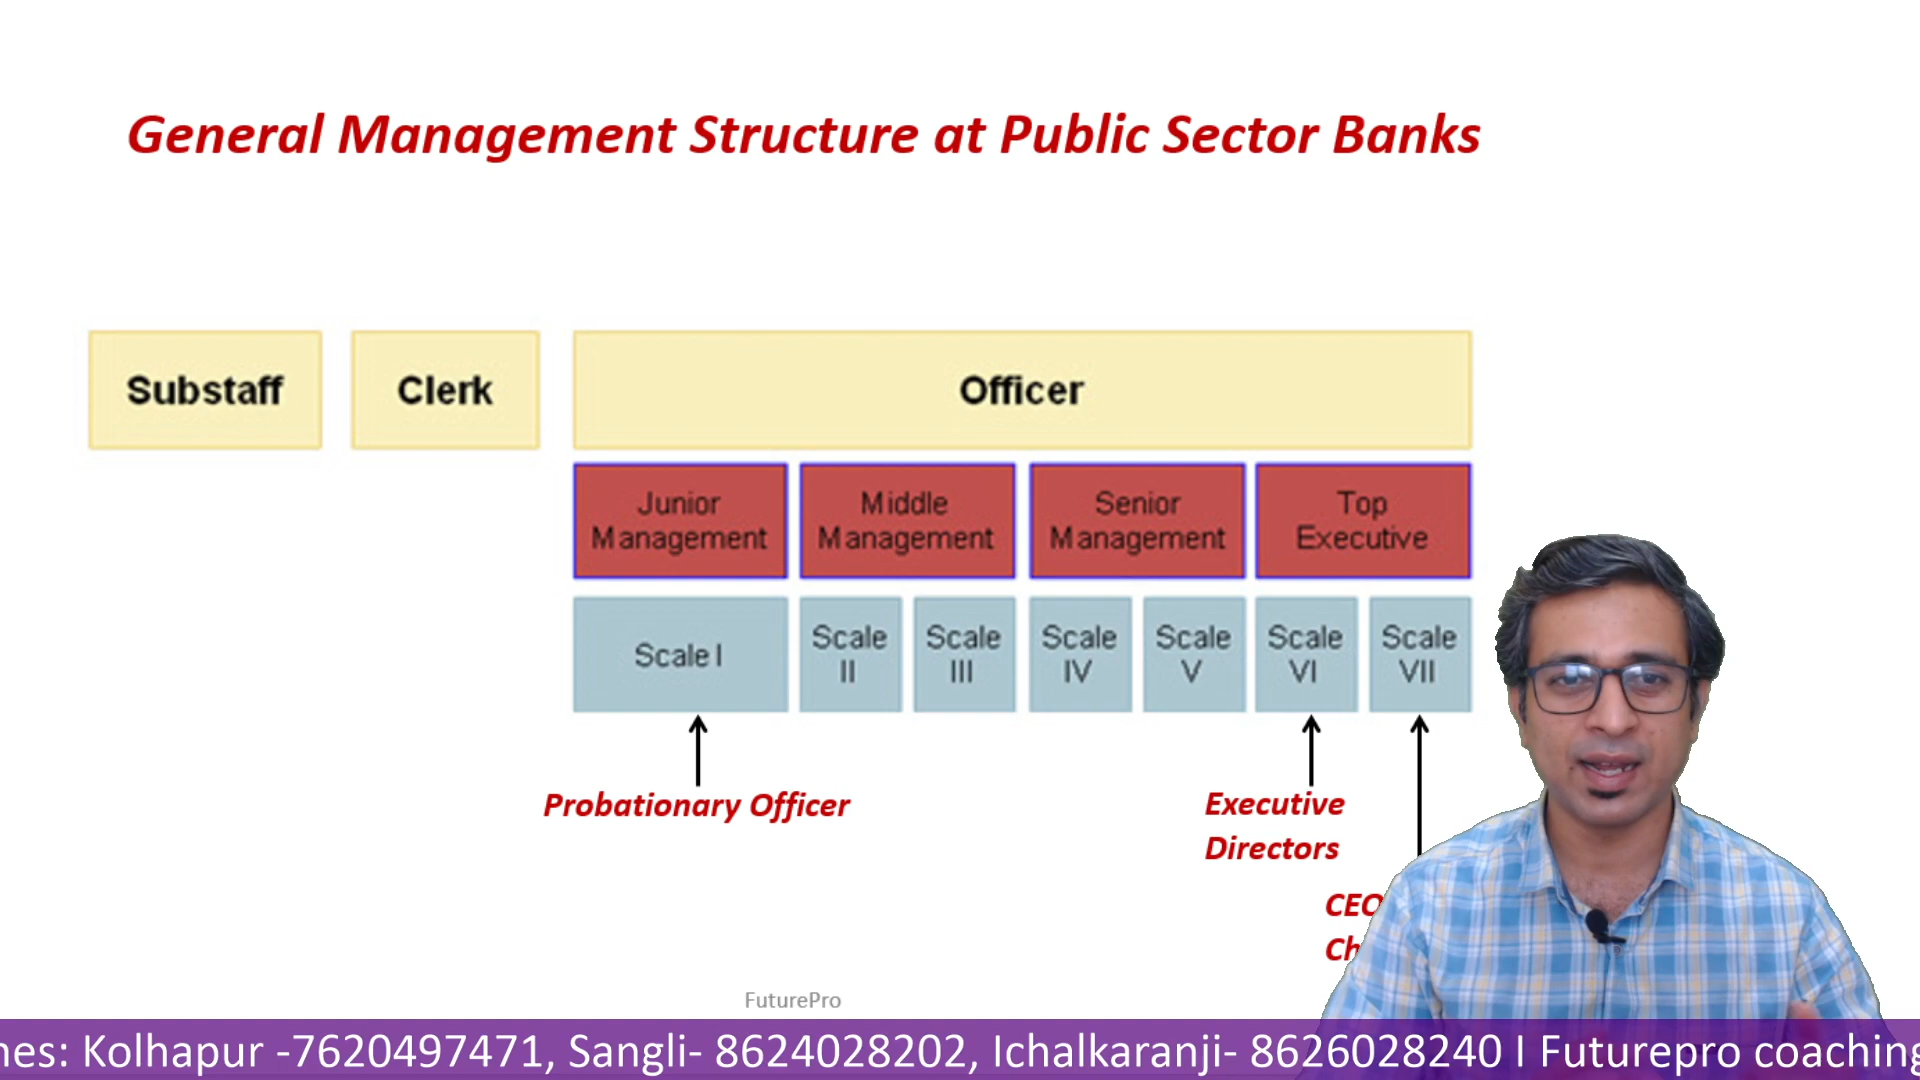 General Management Structure at Public Sector Banks
Substaff
Clerk
Officer
Junior
Management
Middle
Management
Senior
Management
Top
Executive
Scale I
Scale
II
Scale
III
Scale
IV
Scale
V
Scale
VI
Scale
VII
Probationary Officer
Executive
Directors
CEO
FuturePro
Kolhapur -7620497471, Sangli- 8624028202, Ichalkaranji- 8626028240 I Futurepro coaching